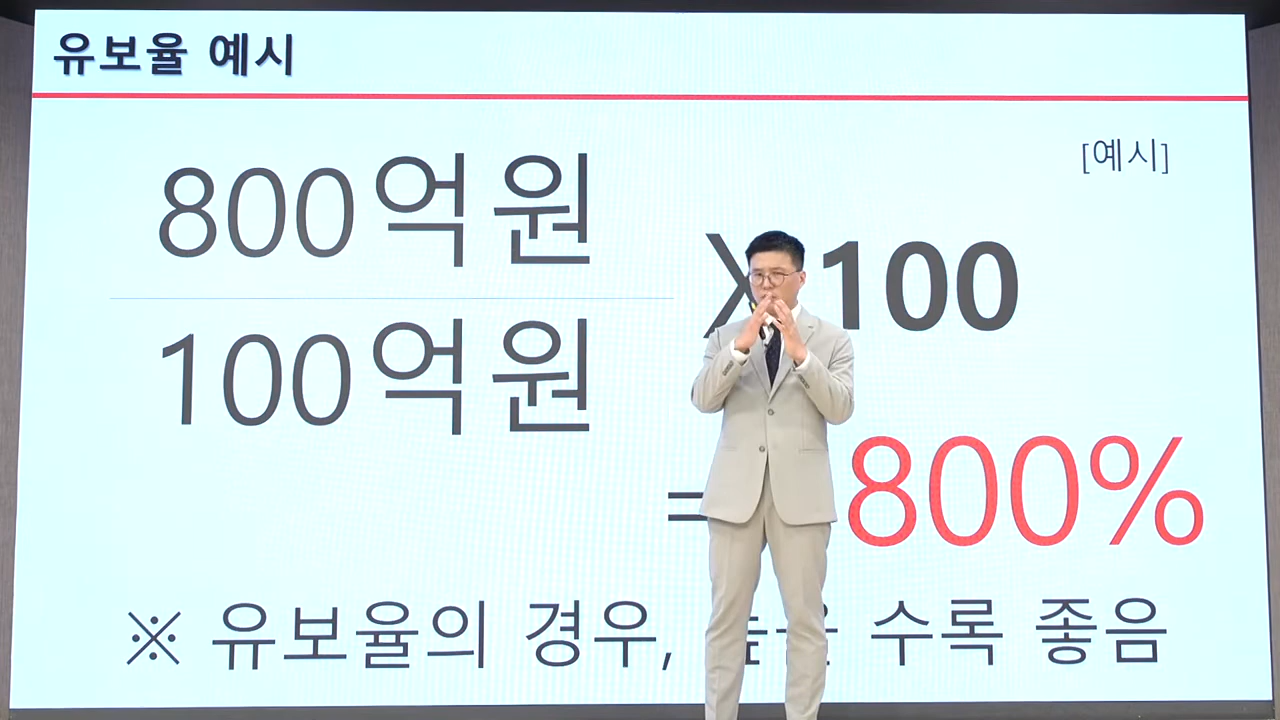 유보율 예시
[예시]
800억원
100억원
X 100
= 800%
※ 유보율의 경우, 수록 좋음